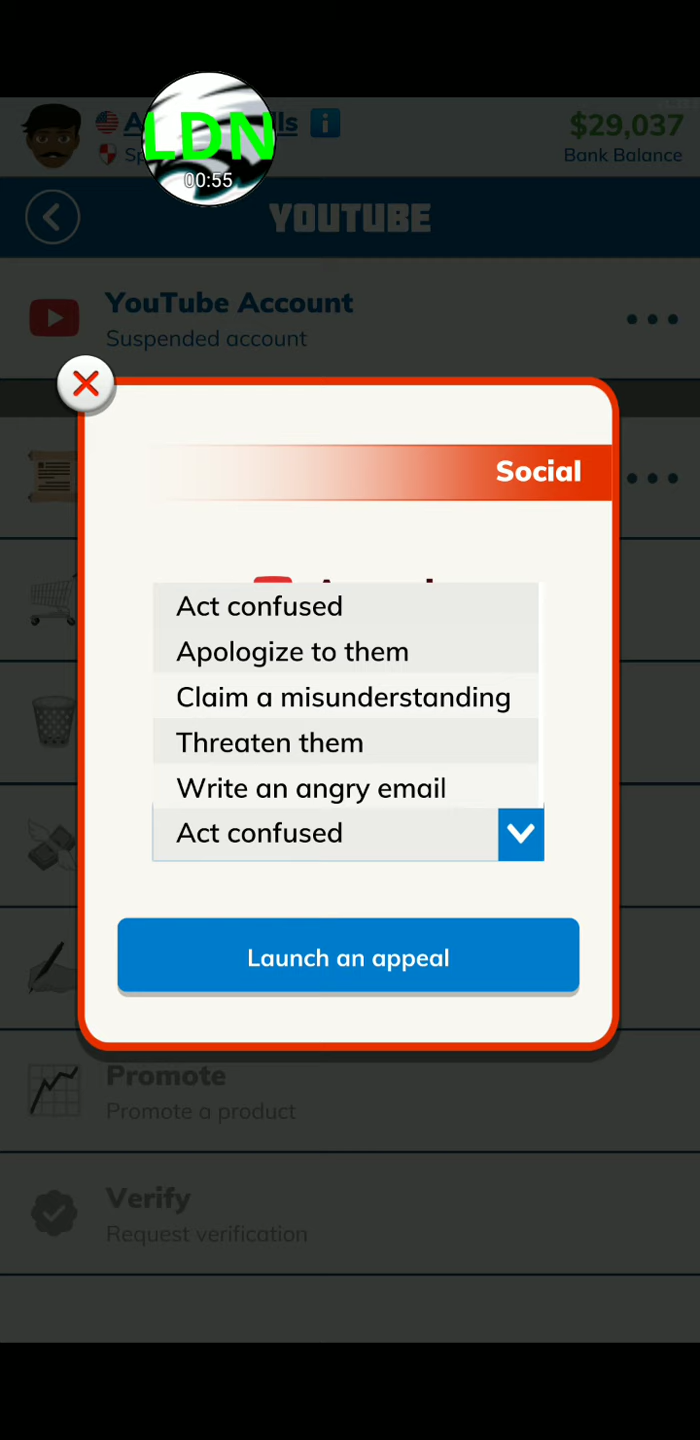 LDN
00:55
$29,037
Bank Balance
YOUTUBE
YouTube Account
Suspended account
Social
Act confused
Apologize to them
Claim a misunderstanding
Threaten them
Write an angry email
Act confused
Launch an appeal
Promote
Promote a product
Verify
Request verification